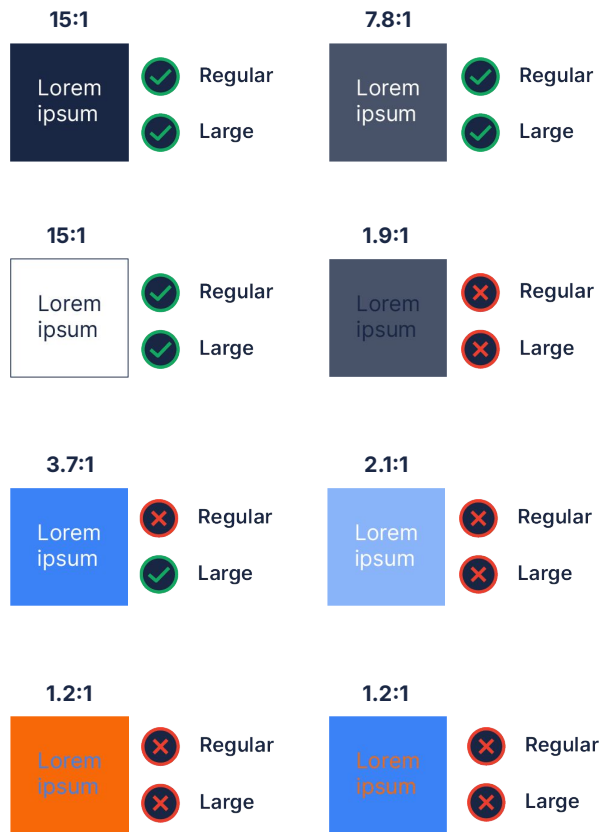 15:1
Lorem
ipsum
Regular
Large
7.8:1
Lorem
ipsum
Regular
Large
15:1
Lorem
ipsum
Regular
Large
1.9:1
Lorem
ipsum
Regular
Large
3.7:1
Lorem
ipsum
Regular
Large
2.1:1
Lorem
ipsum
Regular
Large
1.2:1
Lorem
ipsum
Regular
Large
1.2:1
Lorem
ipsum
Regular
Large